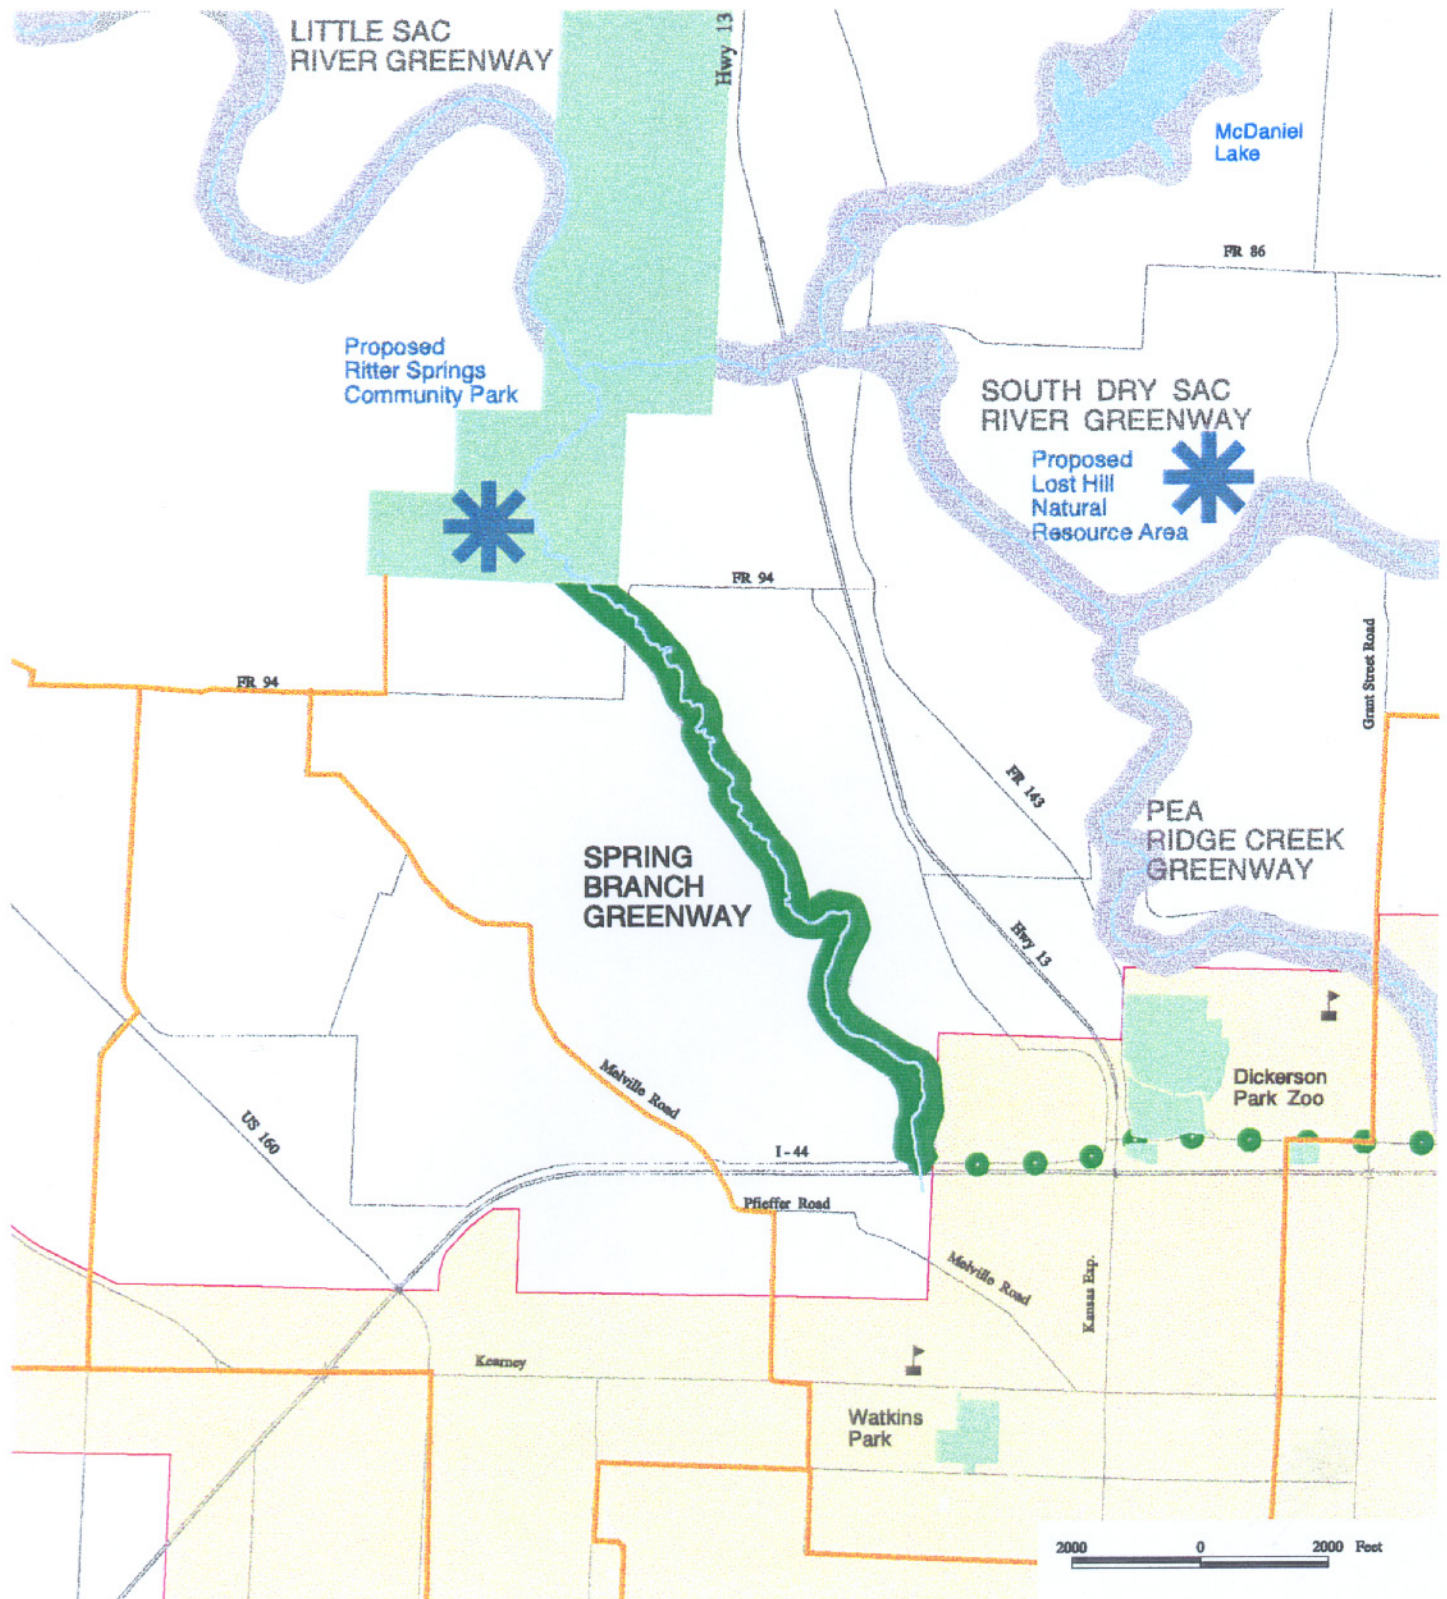 LITTLE SAC
RIVER GREENWAY
Hwy 13
McDaniel
Lake
FR 86
Proposed
Ritter Springs
Community Park
SOUTH DRY SAC
RIVER GREENWAY
Proposed
Lost Hill
Natural
Resource Area
FR 94
FR 94
Grant Street Road
FR 143
PEA
RIDGE CREEK
GREENWAY
SPRING
BRANCH
GREENWAY
Hwy 13
Melville Road
Dickerson
Park Zoo
US 160
I-44
Pfieffer Road
Melville Road
Kansas Exp.
Kearney
Watkins
Park
2000 0 2000 Feet